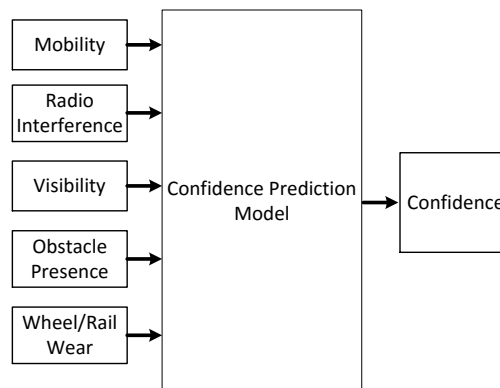 Mobility
Radio
Interference
Visibility
Obstacle
Presence
Wheel/Rail
Wear
Confidence Prediction
Model
Confidence